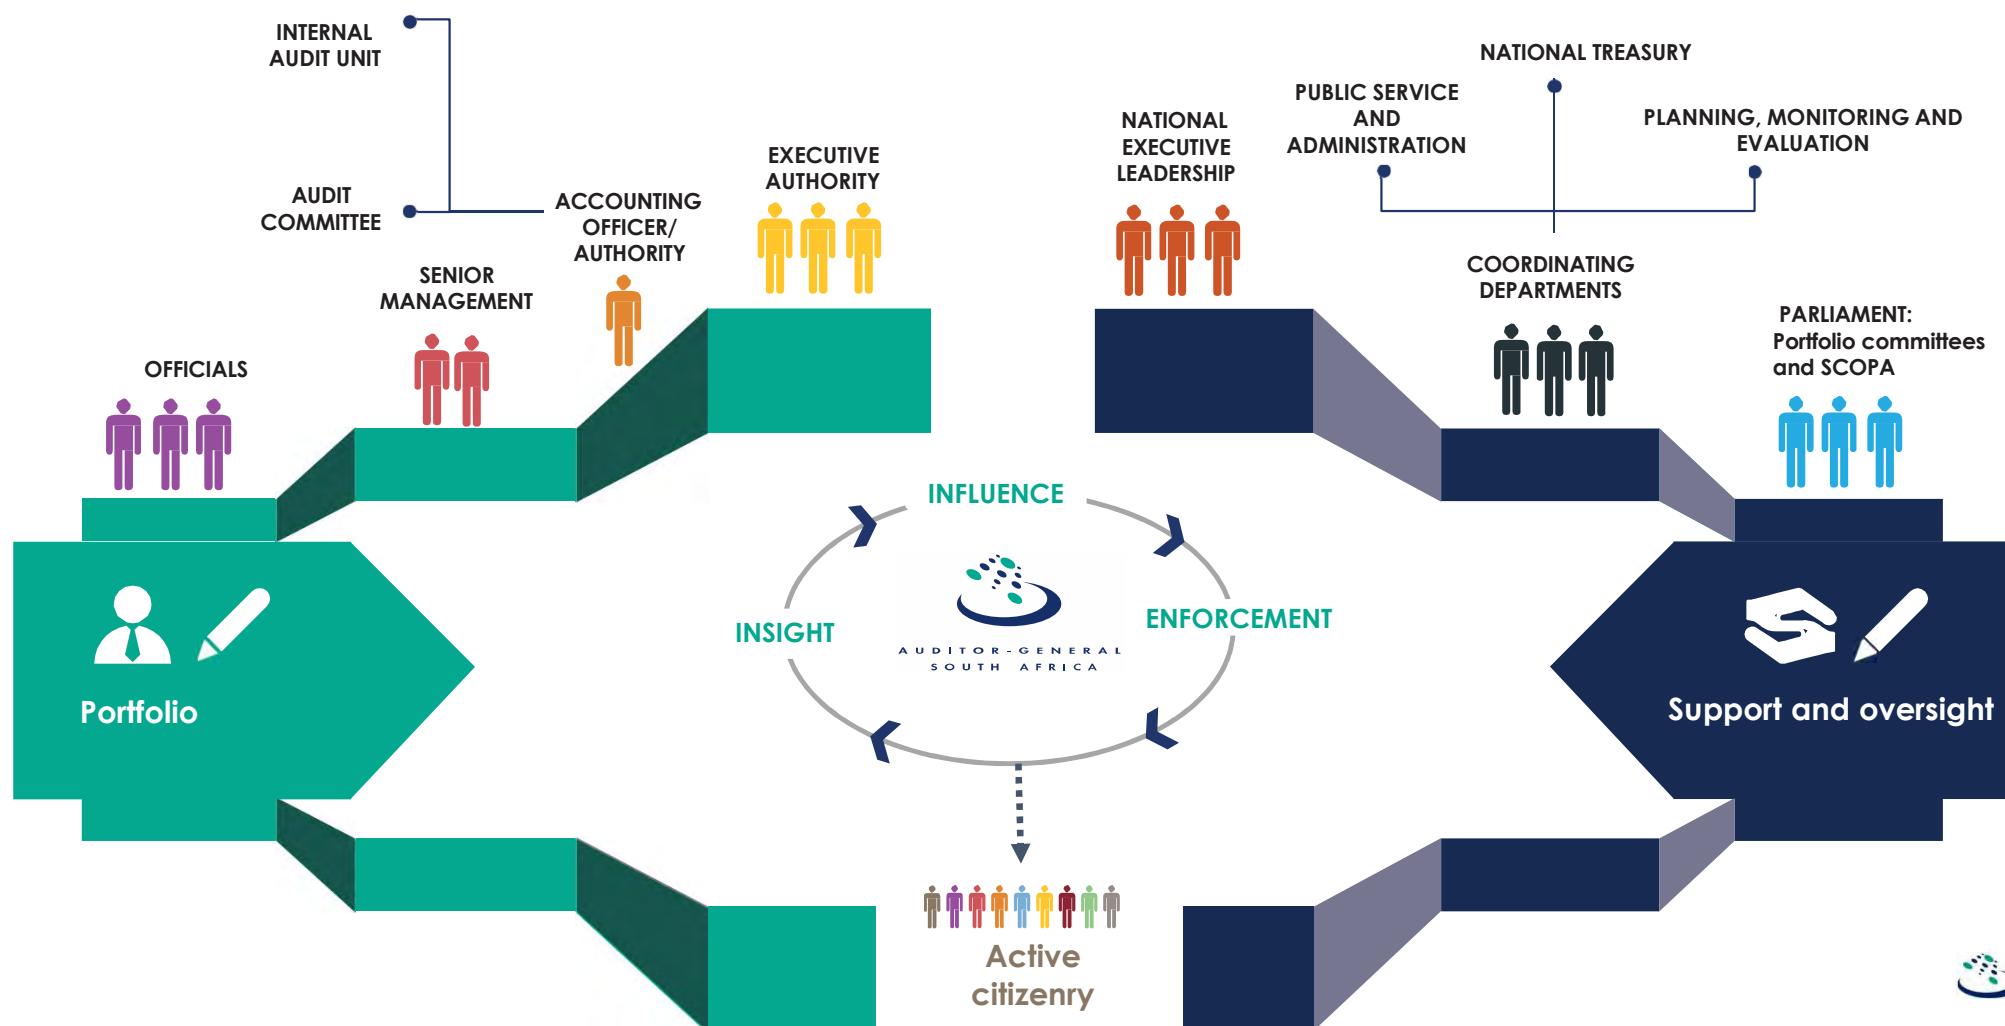 INTERNAL
AUDIT UNIT
AUDIT
COMMITTEE
ACCOUNTING
OFFICER/
AUTHORITY
EXECUTIVE
AUTHORITY
SENIOR
MANAGEMENT
OFFICIALS
NATIONAL
EXECUTIVE
LEADERSHIP
PUBLIC SERVICE
AND
ADMINISTRATION
NATIONAL TREASURY
PLANNING, MONITORING AND
EVALUATION
COORDINATING
DEPARTMENTS
PARLIAMENT:
Portfolio committees
and SCOPA
INFLUENCE
INSIGHT
ENFORCEMENT
AUDITOR-GENERAL
SOUTH AFRICA
Portfolio
Support and oversight
Active
citizenry